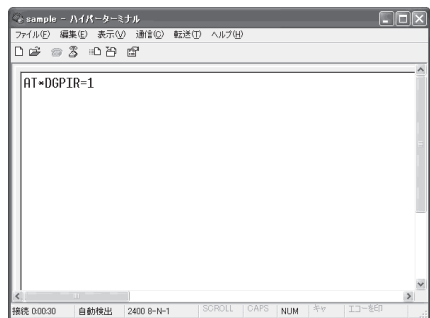 sample - ハイパーターミナル
ファイル(F) 編集(E) 表示(V) 通信(C) 転送(T) ヘルプ(H)
AT*DGPIR=1
接続 0:00:30 自動検出 2400 8-N-1 SCROLL CAPS NUM キャ エコーを印